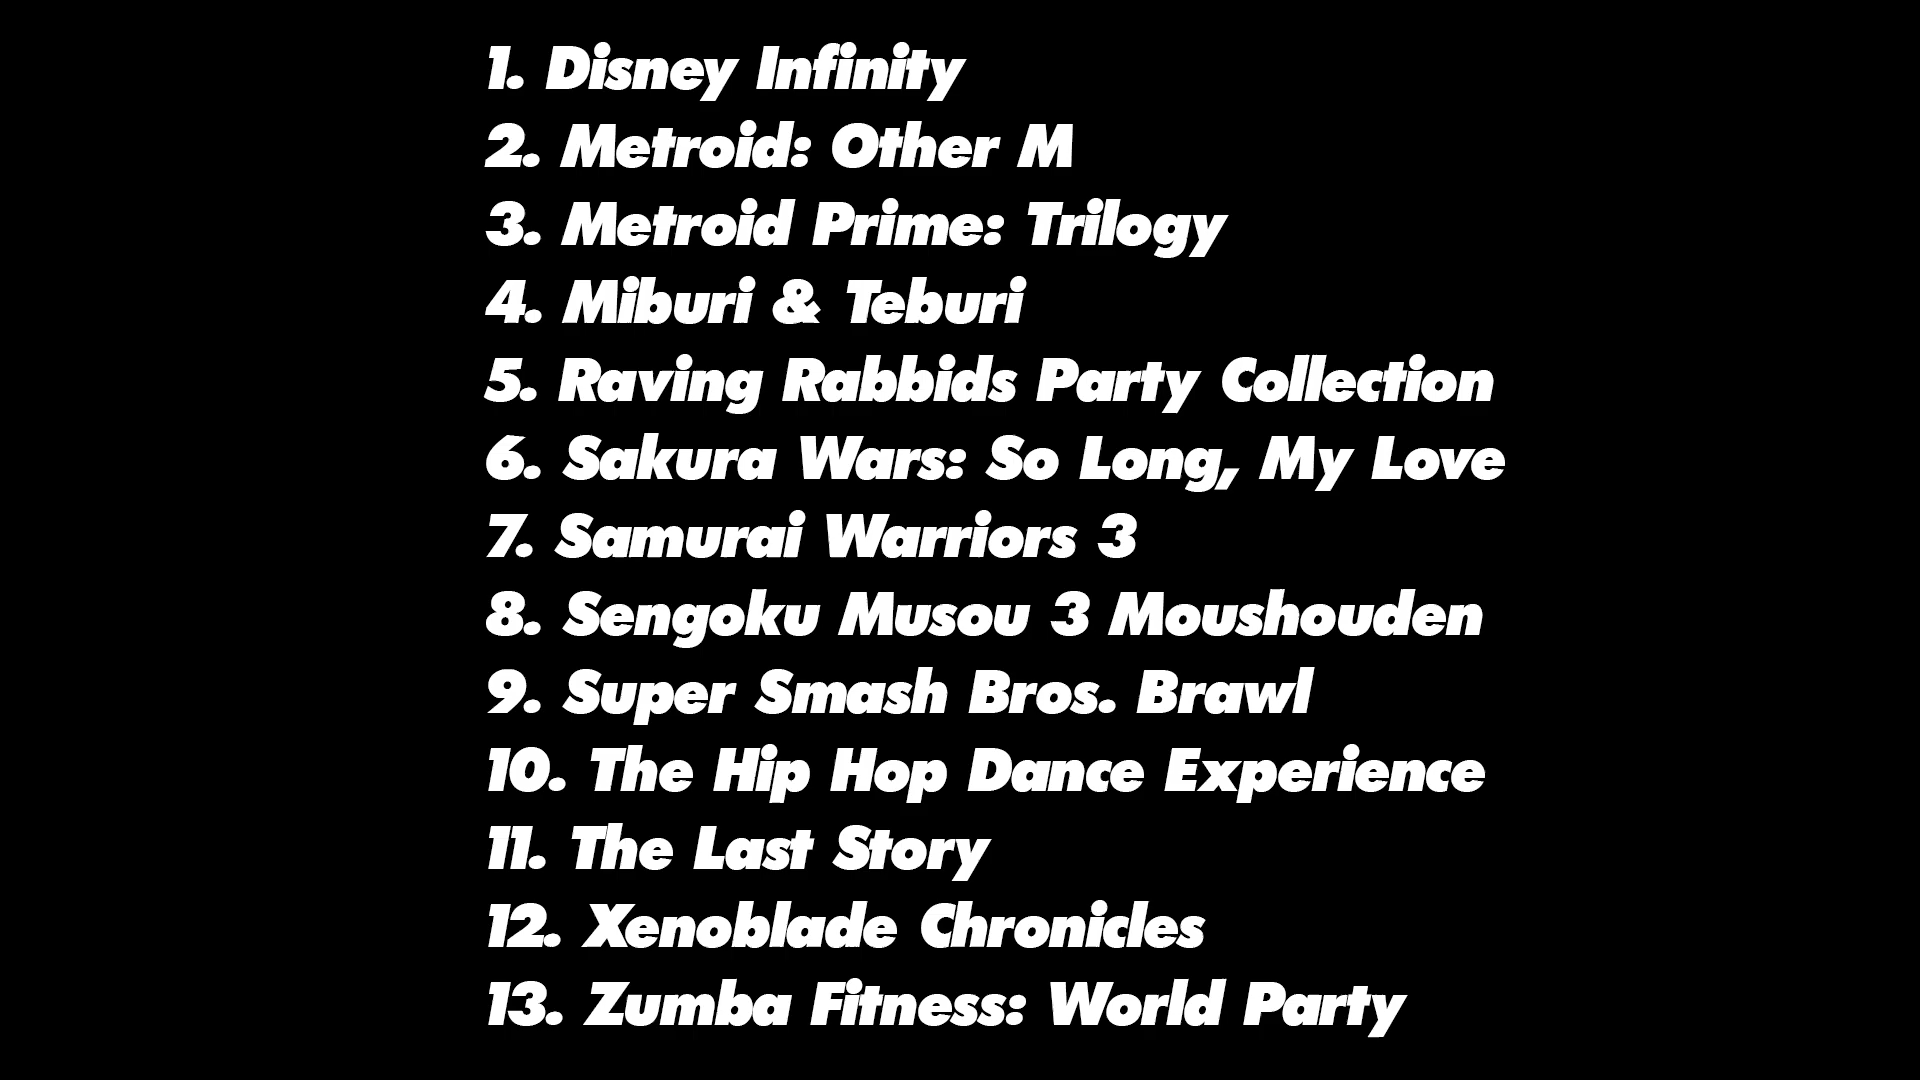 1. Disney Infinity
2. Metroid: Other M
3. Metroid Prime: Trilogy
4. Miburi & Teburi
5. Raving Rabbids Party Collection
6. Sakura Wars: So Long, My Love
7. Samurai Warriors 3
8. Sengoku Musou 3 Moushouden
9. Super Smash Bros. Brawl
10. The Hip Hop Dance Experience
11. The Last Story
12. Xenoblade Chronicles
13. Zumba Fitness: World Party